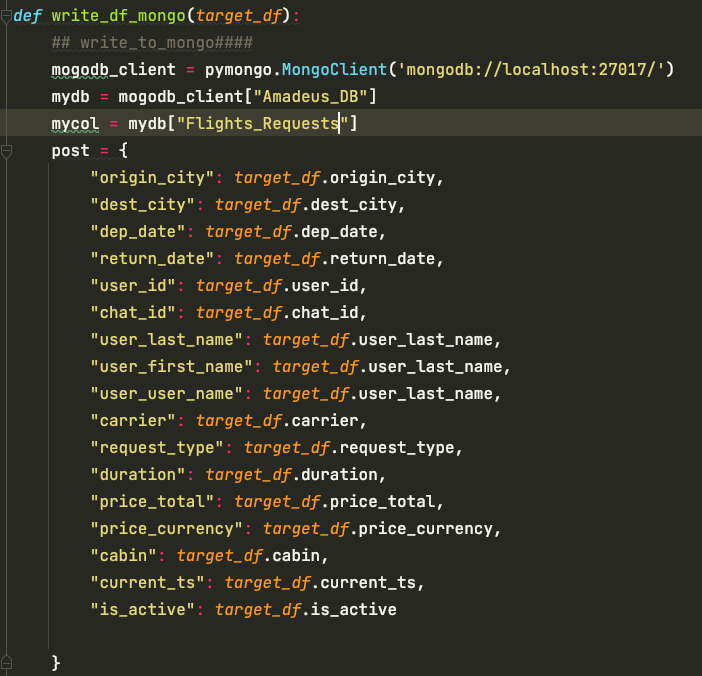 def write_df_mongo(target_df):
## write_to_mongo####
mogodb_client = pymongo.MongoClient('mongodb://localhost:27017/')
mydb = mogodb_client["Amadeus_DB"]
mycol = mydb["Flights_Requests"]
post = {
"origin_city": target_df.origin_city,
"dest_city": target_df.dest_city,
"dep_date": target_df.dep_date,
"return_date": target_df.return_date,
"user_id": target_df.user_id,
"chat_id": target_df.chat_id,
"user_last_name": target_df.user_last_name,
"user_first_name": target_df.user_last_name,
"user_user_name": target_df.user_last_name,
"carrier": target_df.carrier,
"request_type": target_df.request_type,
"duration": target_df.duration,
"price_total": target_df.price_total,
"price_currency": target_df.price_currency,
"cabin": target_df.cabin,
"current_ts": target_df.current_ts,
"is_active": target_df.is_active
}